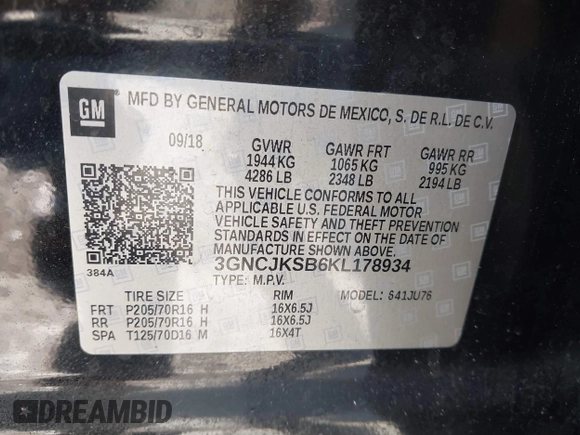 GM
MFD BY GENERAL MOTORS DE MEXICO, S. DE R.L. DE C.V.
09/18 GVWR GAWR FRT GAWR RR
1944 KG 1065 KG 995 KG
4286 LB 2348 LB 2194 LB
THIS VEHICLE CONFORMS TO ALL
APPLICABLE U.S. FEDERAL MOTOR
VEHICLE SAFETY AND THEFT PREVENTION
STANDARDS IN EFFECT ON THE DATE OF
MANUFACTURE SHOWN ABOVE.
384A 3GNCJKSB6KL178934
TYPE: M.P.V.
TIRE SIZE RIM MODEL: 641JU76
FRT P205/70R16 H 16X6.5J
RR P205/70R16 H 16X6.5J
SPA T125/70D16 M 16X4T
DREAMBID